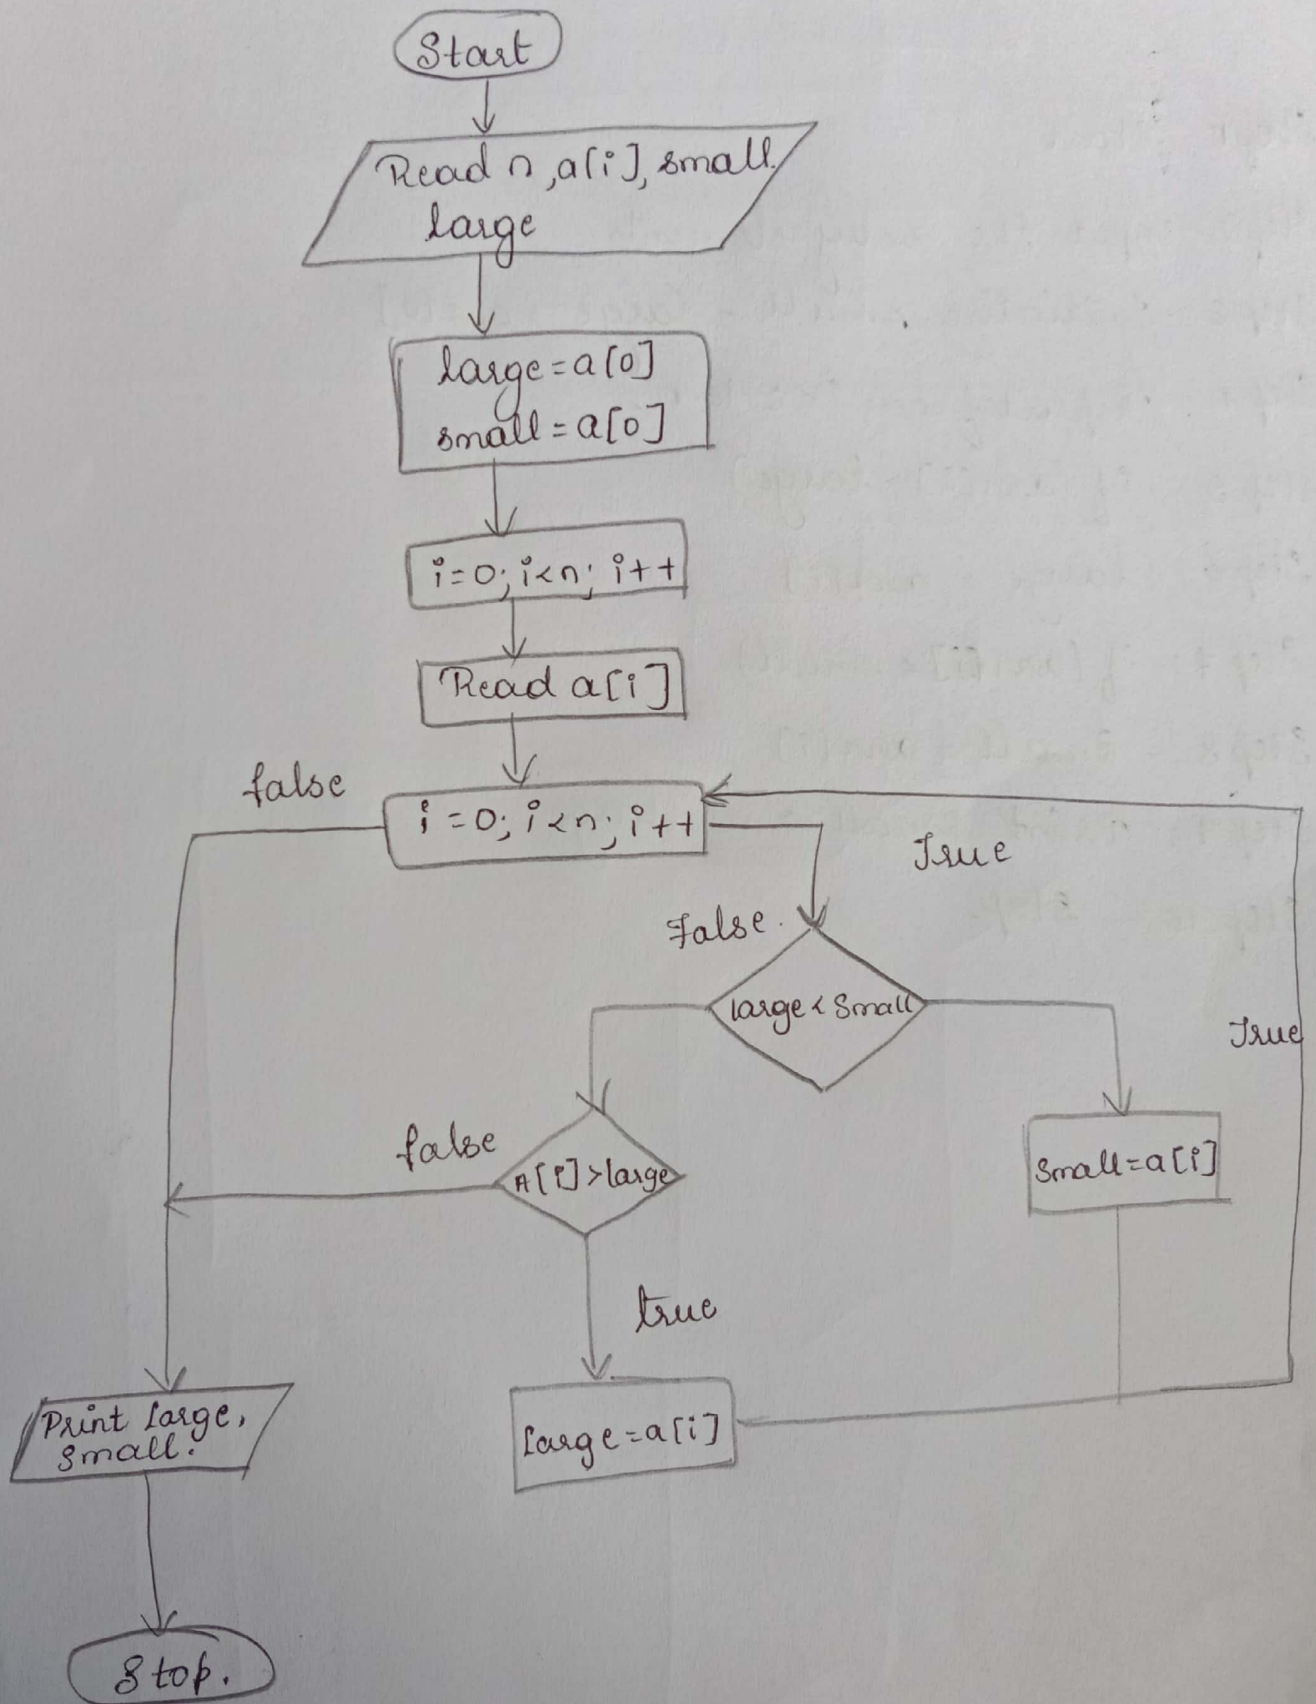 Start
Read n, a[i], small
large
large = a[0]
small = a[0]
i=0; i<n; i++
Read a[i]
false
i=0; i<n; i++
True
False
large < small
True
false
A[i] > large
small = a[i]
true
Print large,
small.
large = a[i]
Stop.